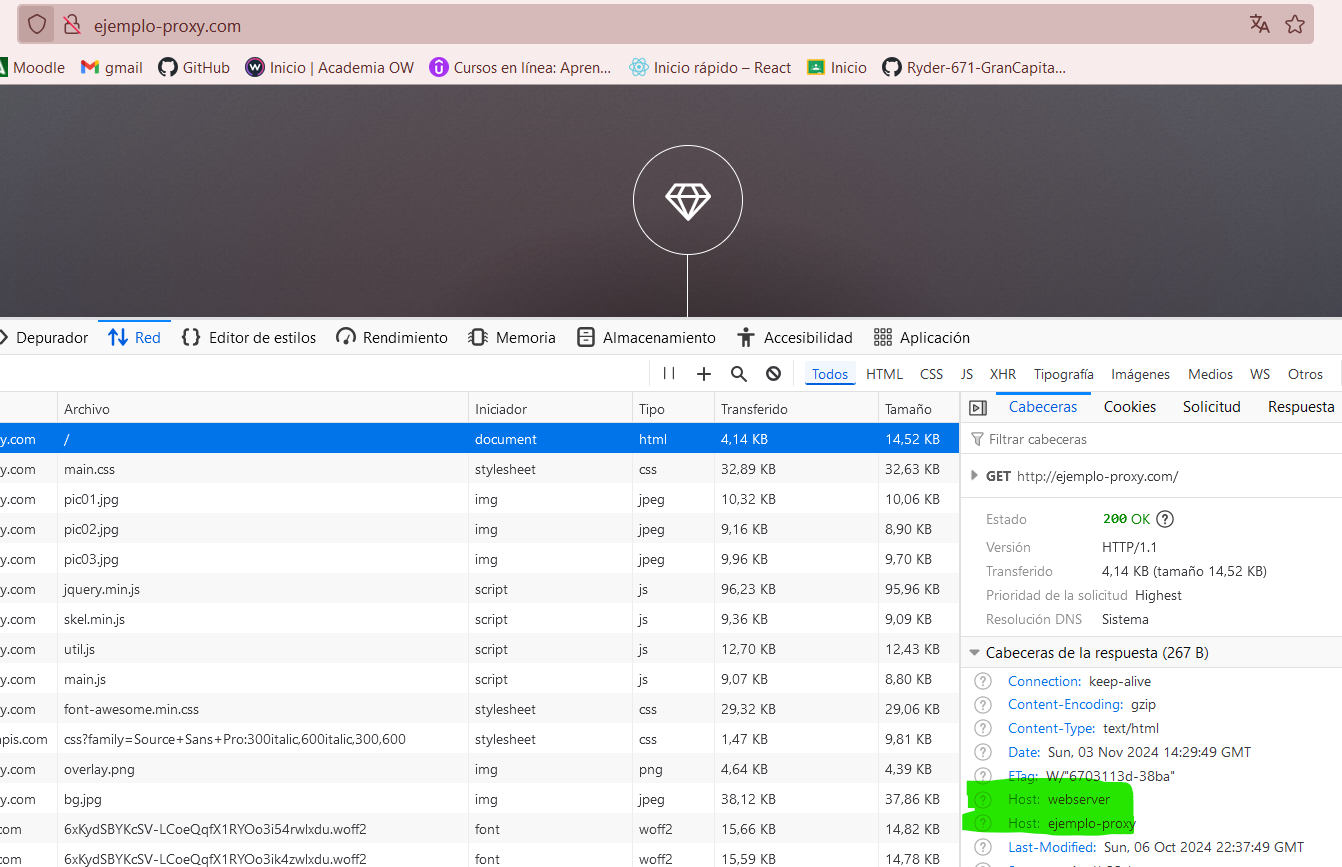 ejemplo-proxy.com
Moodle gmail GitHub Inicio | Academia OW Cursos en línea: Apren... Inicio rápido – React Inicio Ryder-671-GranCapita...
Depurador Red Editor de estilos Rendimiento Memoria Almacenamiento Accesibilidad Aplicación
Todos HTML CSS JS XHR Tipografía Imágenes Medios WS Otros
Archivo Iniciador Tipo Transferido Tamaño
y.com / document html 4,14 KB 14,52 KB
y.com main.css stylesheet css 32,89 KB 32,63 KB
y.com pic01.jpg img jpeg 10,32 KB 10,06 KB
y.com pic02.jpg img jpeg 9,16 KB 8,90 KB
y.com pic03.jpg img jpeg 9,96 KB 9,70 KB
y.com jquery.min.js script js 96,23 KB 95,96 KB
y.com skel.min.js script js 9,36 KB 9,09 KB
y.com util.js script js 12,70 KB 12,43 KB
y.com main.js script js 9,07 KB 8,80 KB
y.com font-awesome.min.css stylesheet css 29,32 KB 29,06 KB
apis.com css?family=Source+Sans+Pro:300italic,600italic,300,600 stylesheet css 1,47 KB 9,81 KB
y.com overlay.png img png 4,64 KB 4,39 KB
y.com bg.jpg img jpeg 38,12 KB 37,86 KB
com 6xKydSBYKcSV-LCoeQqfX1RYOo3i54rwlxdu.woff2 font woff2 15,66 KB 14,82 KB
com 6xKydSBYKcSV-LCoeQqfX1RYOo3ik4zwlxdu.woff2 font woff2 15,59 KB 14,78 KB
Cabeceras Cookies Solicitud Respuesta
Filtrar cabeceras
GET http://ejemplo-proxy.com/
Estado 200 OK
Versión HTTP/1.1
Transferido 4,14 KB (tamaño 14,52 KB)
Prioridad de la solicitud Highest
Resolución DNS Sistema
Cabeceras de la respuesta (267 B)
Connection: keep-alive
Content-Encoding: gzip
Content-Type: text/html
Date: Sun, 03 Nov 2024 14:29:49 GMT
ETag: W/"6703113d-38ba"
Host: webserver
Host: ejemplo-proxy
Last-Modified: Sun, 06 Oct 2024 22:37:49 GMT